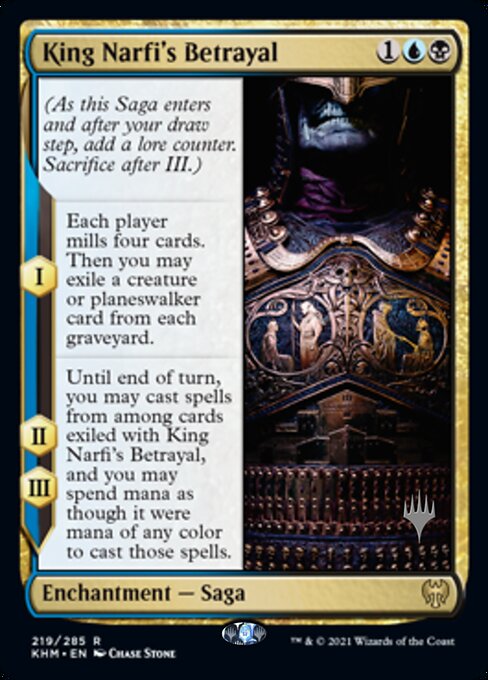 King Narfi's Betrayal 1
(As this Saga enters
and after your draw
step, add a lore counter.
Sacrifice after III.)
I
Each player
mills four cards.
Then you may
exile a creature
or planeswalker
card from each
graveyard.
II
III
Until end of turn,
you may cast spells
from among cards
exiled with King
Narfi's Betrayal,
and you may
spend mana as
though it were
mana of any color
to cast those spells.
Enchantment — Saga
219/285 R
KHM • EN Chase Stone
™ & © 2021 Wizards of the Coast